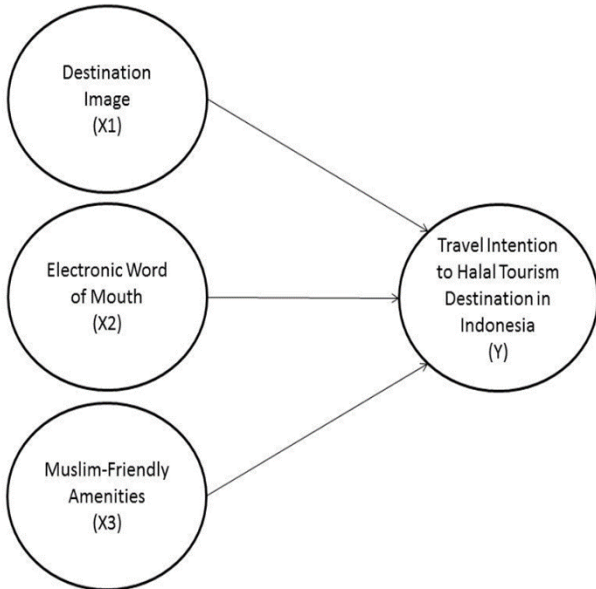 Destination
Image
(X1)
Electronic Word
of Mouth
(X2)
Muslim-Friendly
Amenities
(X3)
Travel Intention
to Halal Tourism
Destination in
Indonesia
(Y)